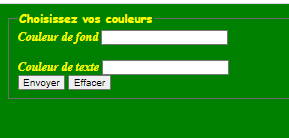 Choisissez vos couleurs
Couleur de fond
Couleur de texte
Envoyer Effacer